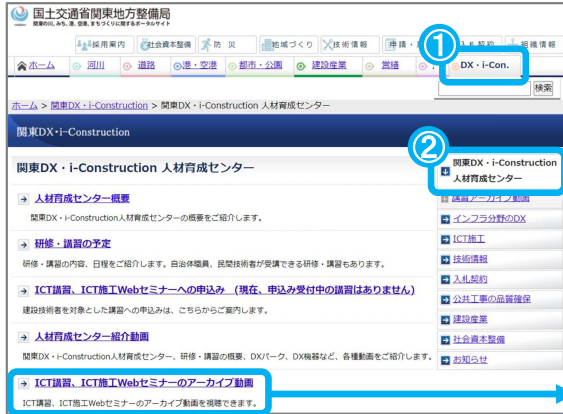 国土交通省関東地方整備局
関東の川、みち、港、空港、まちづくりに関するポータルサイト
採用案内 社会資本整備 防 災 地域づくり 技術情報 申請・ 入札契約 組織情報
ホーム 河川 道路 港・空港 都市・公園 建設産業 営繕 DX・i-Con.
①
検索
ホーム > 関東DX・i-Construction > 関東DX・i-Construction 人材育成センター
関東DX・i-Construction
②
関東DX・i-Construction 人材育成センター
人材育成センター概要
関東DX・i-Construction人材育成センターの概要をご紹介します。
研修・講習の予定
研修・講習の内容、日程をご紹介します。自治体職員、民間技術者が受講できる研修・講習もあります。
ICT講習、ICT施工Webセミナーへの申込み (現在、申込み受付中の講習はありません)
建設技術者を対象とした講習への申込みは、こちらからご案内します。
人材育成センター紹介動画
関東DX・i-Construction人材育成センター、研修・講習の概要、DXパーク、DX機器など、各種動画をご紹介します。
ICT講習、ICT施工Webセミナーのアーカイブ動画
ICT講習、ICT施工Webセミナーのアーカイブ動画を視聴できます。
関東DX・i-Construction
人材育成センター
講習アーカイブ動画
インフラ分野のDX
ICT施工
技術情報
入札契約
公共工事の品質確保
建設産業
社会資本整備
お知らせ